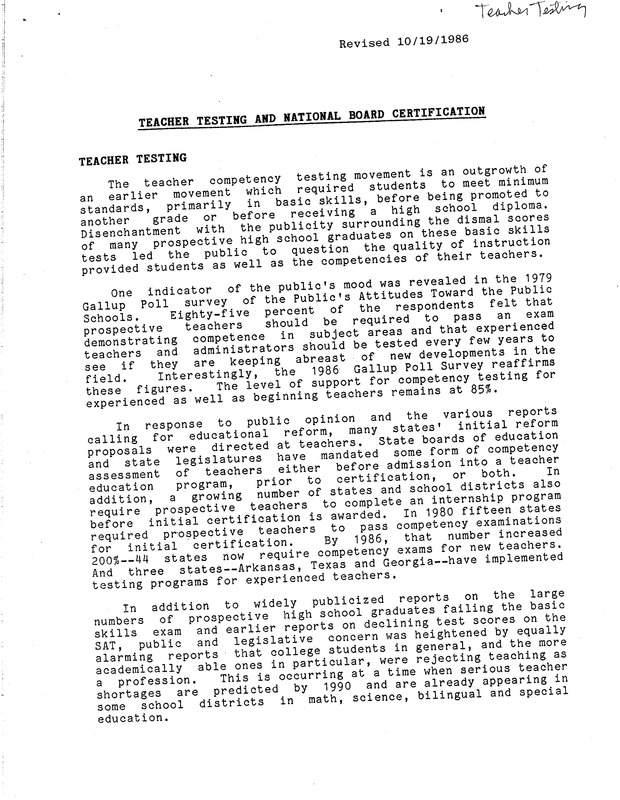 Teacher Testing
Revised 10/19/1986
TEACHER TESTING AND NATIONAL BOARD CERTIFICATION
TEACHER TESTING
The teacher competency testing movement is an outgrowth of
an earlier movement which required students to meet minimum
standards, primarily in basic skills, before being promoted to
another grade or before receiving a high school diploma.
Disenchantment with the publicity surrounding the dismal scores
of many prospective high school graduates on these basic skills
tests led the public to question the quality of instruction
provided students as well as the competencies of their teachers.
One indicator of the public's mood was revealed in the 1979
Gallup Poll survey of the Public's Attitudes Toward the Public
Schools. Eighty-five percent of the respondents felt that
prospective teachers should be required to pass an exam
demonstrating competence in subject areas and that experienced
teachers and administrators should be tested every few years to
see if they are keeping abreast of new developments in the
field. Interestingly, the 1986 Gallup Poll Survey reaffirms
these figures. The level of support for competency testing for
experienced as well as beginning teachers remains at 85%.
In response to public opinion and the various reports
calling for educational reform, many states' initial reform
proposals were directed at teachers. State boards of education
and state legislatures have mandated some form of competency
assessment of teachers either before admission into a teacher
education program, prior to certification, or both. In
addition, a growing number of states and school districts also
require prospective teachers to complete an internship program
before initial certification is awarded. In 1980 fifteen states
required prospective teachers to pass competency examinations
for initial certification. By 1986, that number increased
200%--44 states now require competency exams for new teachers.
And three states--Arkansas, Texas and Georgia--have implemented
testing programs for experienced teachers.
In addition to widely publicized reports on the large
numbers of prospective high school graduates failing the basic
skills exam and earlier reports on declining test scores on the
SAT, public and legislative concern was heightened by equally
alarming reports that college students in general, and the more
academically able ones in particular, were rejecting teaching as
a profession. This is occurring at a time when serious teacher
shortages are predicted by 1990 and are already appearing in
some school districts in math, science, bilingual and special
education.